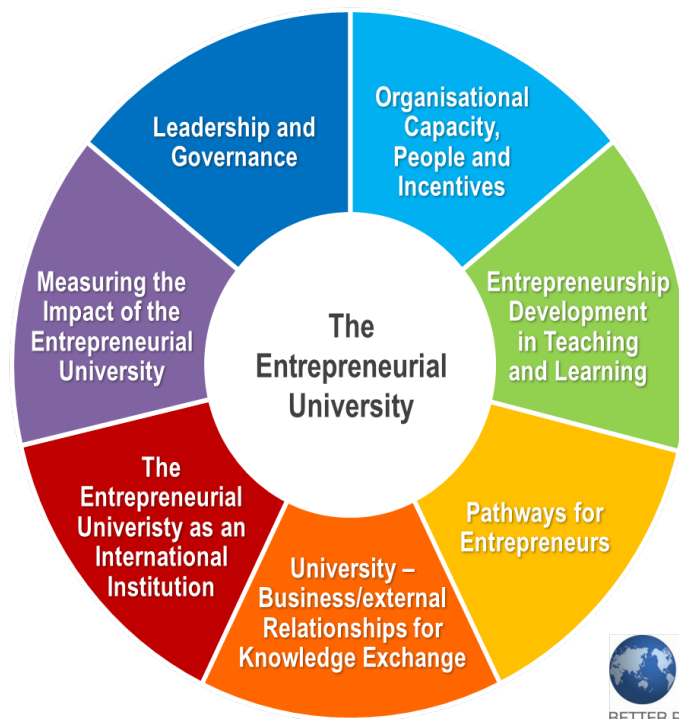 Leadership and
Governance
Organisational
Capacity,
People and
Incentives
Measuring the
Impact of the
Entrepreneurial
University
The
Entrepreneurial
University
Entrepreneurship
Development
in Teaching
and Learning
The
Entrepreneurial
Univeristy as an
International
Institution
Pathways for
Entrepreneurs
University –
Business/external
Relationships for
Knowledge Exchange
BETTER